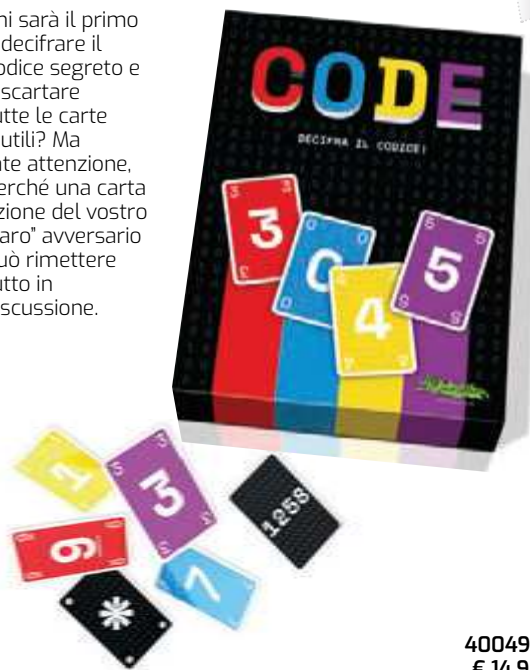 hi sarà il primo
decifrare il
odice segreto e
scartare
utte le carte
utili? Ma
ate attenzione,
erché una carta
zione del vostro
aro" avversario
uò rimettere
utto in
scussione.
CODE
DECIFRA IL CODICE!
3
0
4
5
1
3
1258
9
7
40049
€ 14,9